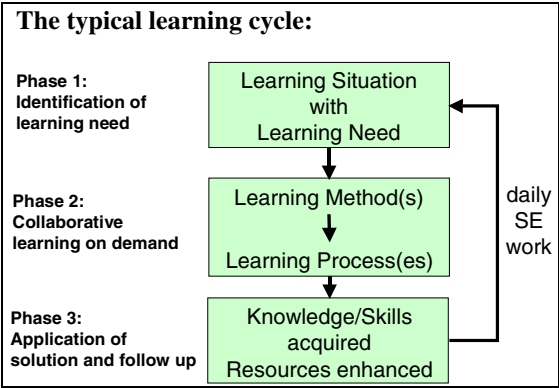 The typical learning cycle:
Phase 1:
Identification of
learning need
Learning Situation
with
Learning Need
Phase 2:
Collaborative
learning on demand
Learning Method(s)
Learning Process(es)
daily
SE
work
Phase 3:
Application of
solution and follow up
Knowledge/Skills
acquired
Resources enhanced